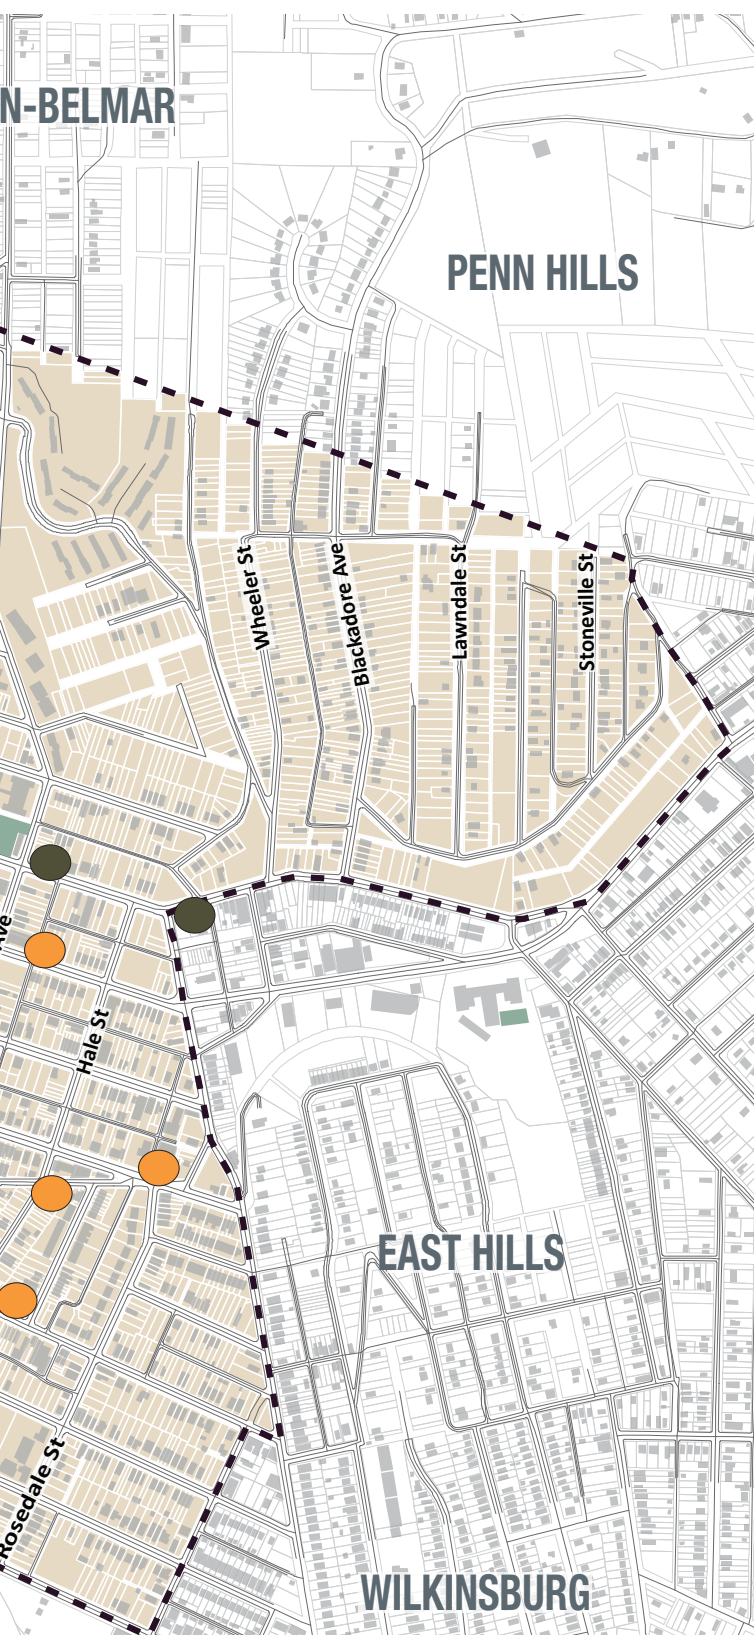 N-BELMAR
PENN HILLS
Wheeler St
Blackadore Ave
Lawndale St
Stoneville St
Ave
Hale St
EAST HILLS
Rosedale St
WILKINSBURG